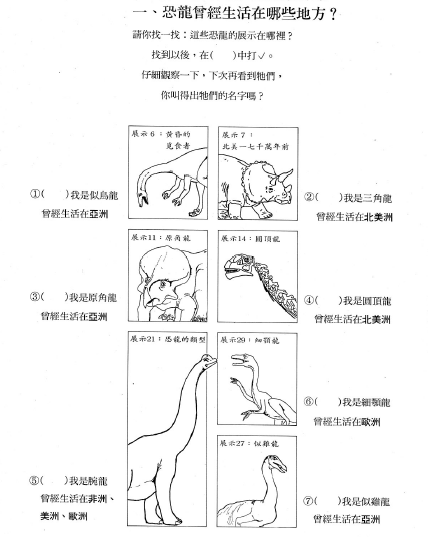 一、恐龍曾經生活在哪些地方？
請你找一找：這些恐龍的展示在哪裡？
找到以後，在(　　)中打✓。
仔細觀察一下，下次再看到牠們，
你叫得出牠們的名字嗎？
展示6：黃昏的
覓食者
展示7：
北美—七千萬年前
①(　　)我是似鳥龍
曾經生活在亞洲
②(　　)我是三角龍
曾經生活在北美洲
展示11：原角龍
展示14：圓頂龍
③(　　)我是原角龍
曾經生活在亞洲
④(　　)我是圓頂龍
曾經生活在北美洲
展示21：恐龍的類型
展示29：細顎龍
⑥(　　)我是細顎龍
曾經生活在歐洲
展示27：似雞龍
⑤(　　)我是腕龍
曾經生活在非洲、
美洲、歐洲
⑦(　　)我是似雞龍
曾經生活在亞洲